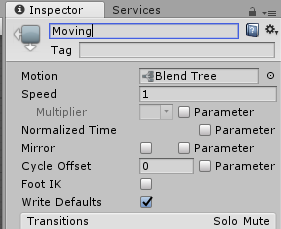 Inspector Services
Moving
Tag
Motion Blend Tree
Speed 1
Multiplier Parameter
Normalized Time Parameter
Mirror Parameter
Cycle Offset 0 Parameter
Foot IK
Write Defaults
Transitions Solo Mute